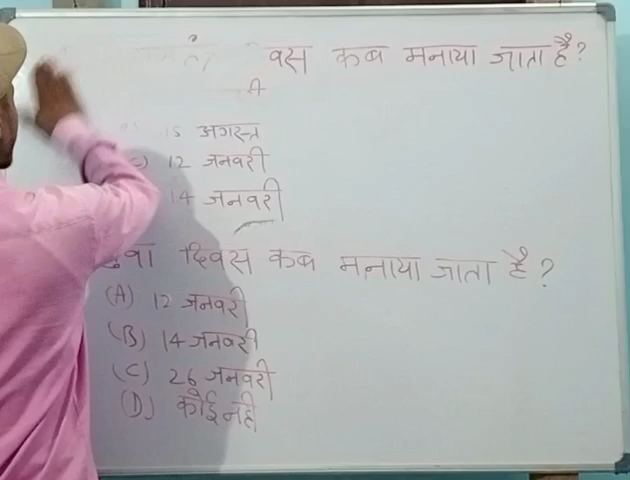 वस कब मनाया जाता है?
री
15 अगस्त
C) 12 जनवरी
14 जनवरी
युवा दिवस कब मनाया जाता है?
(A) 12 जनवरी
(B) 14 जनवरी
(C) 26 जनवरी
(D) कोई नही